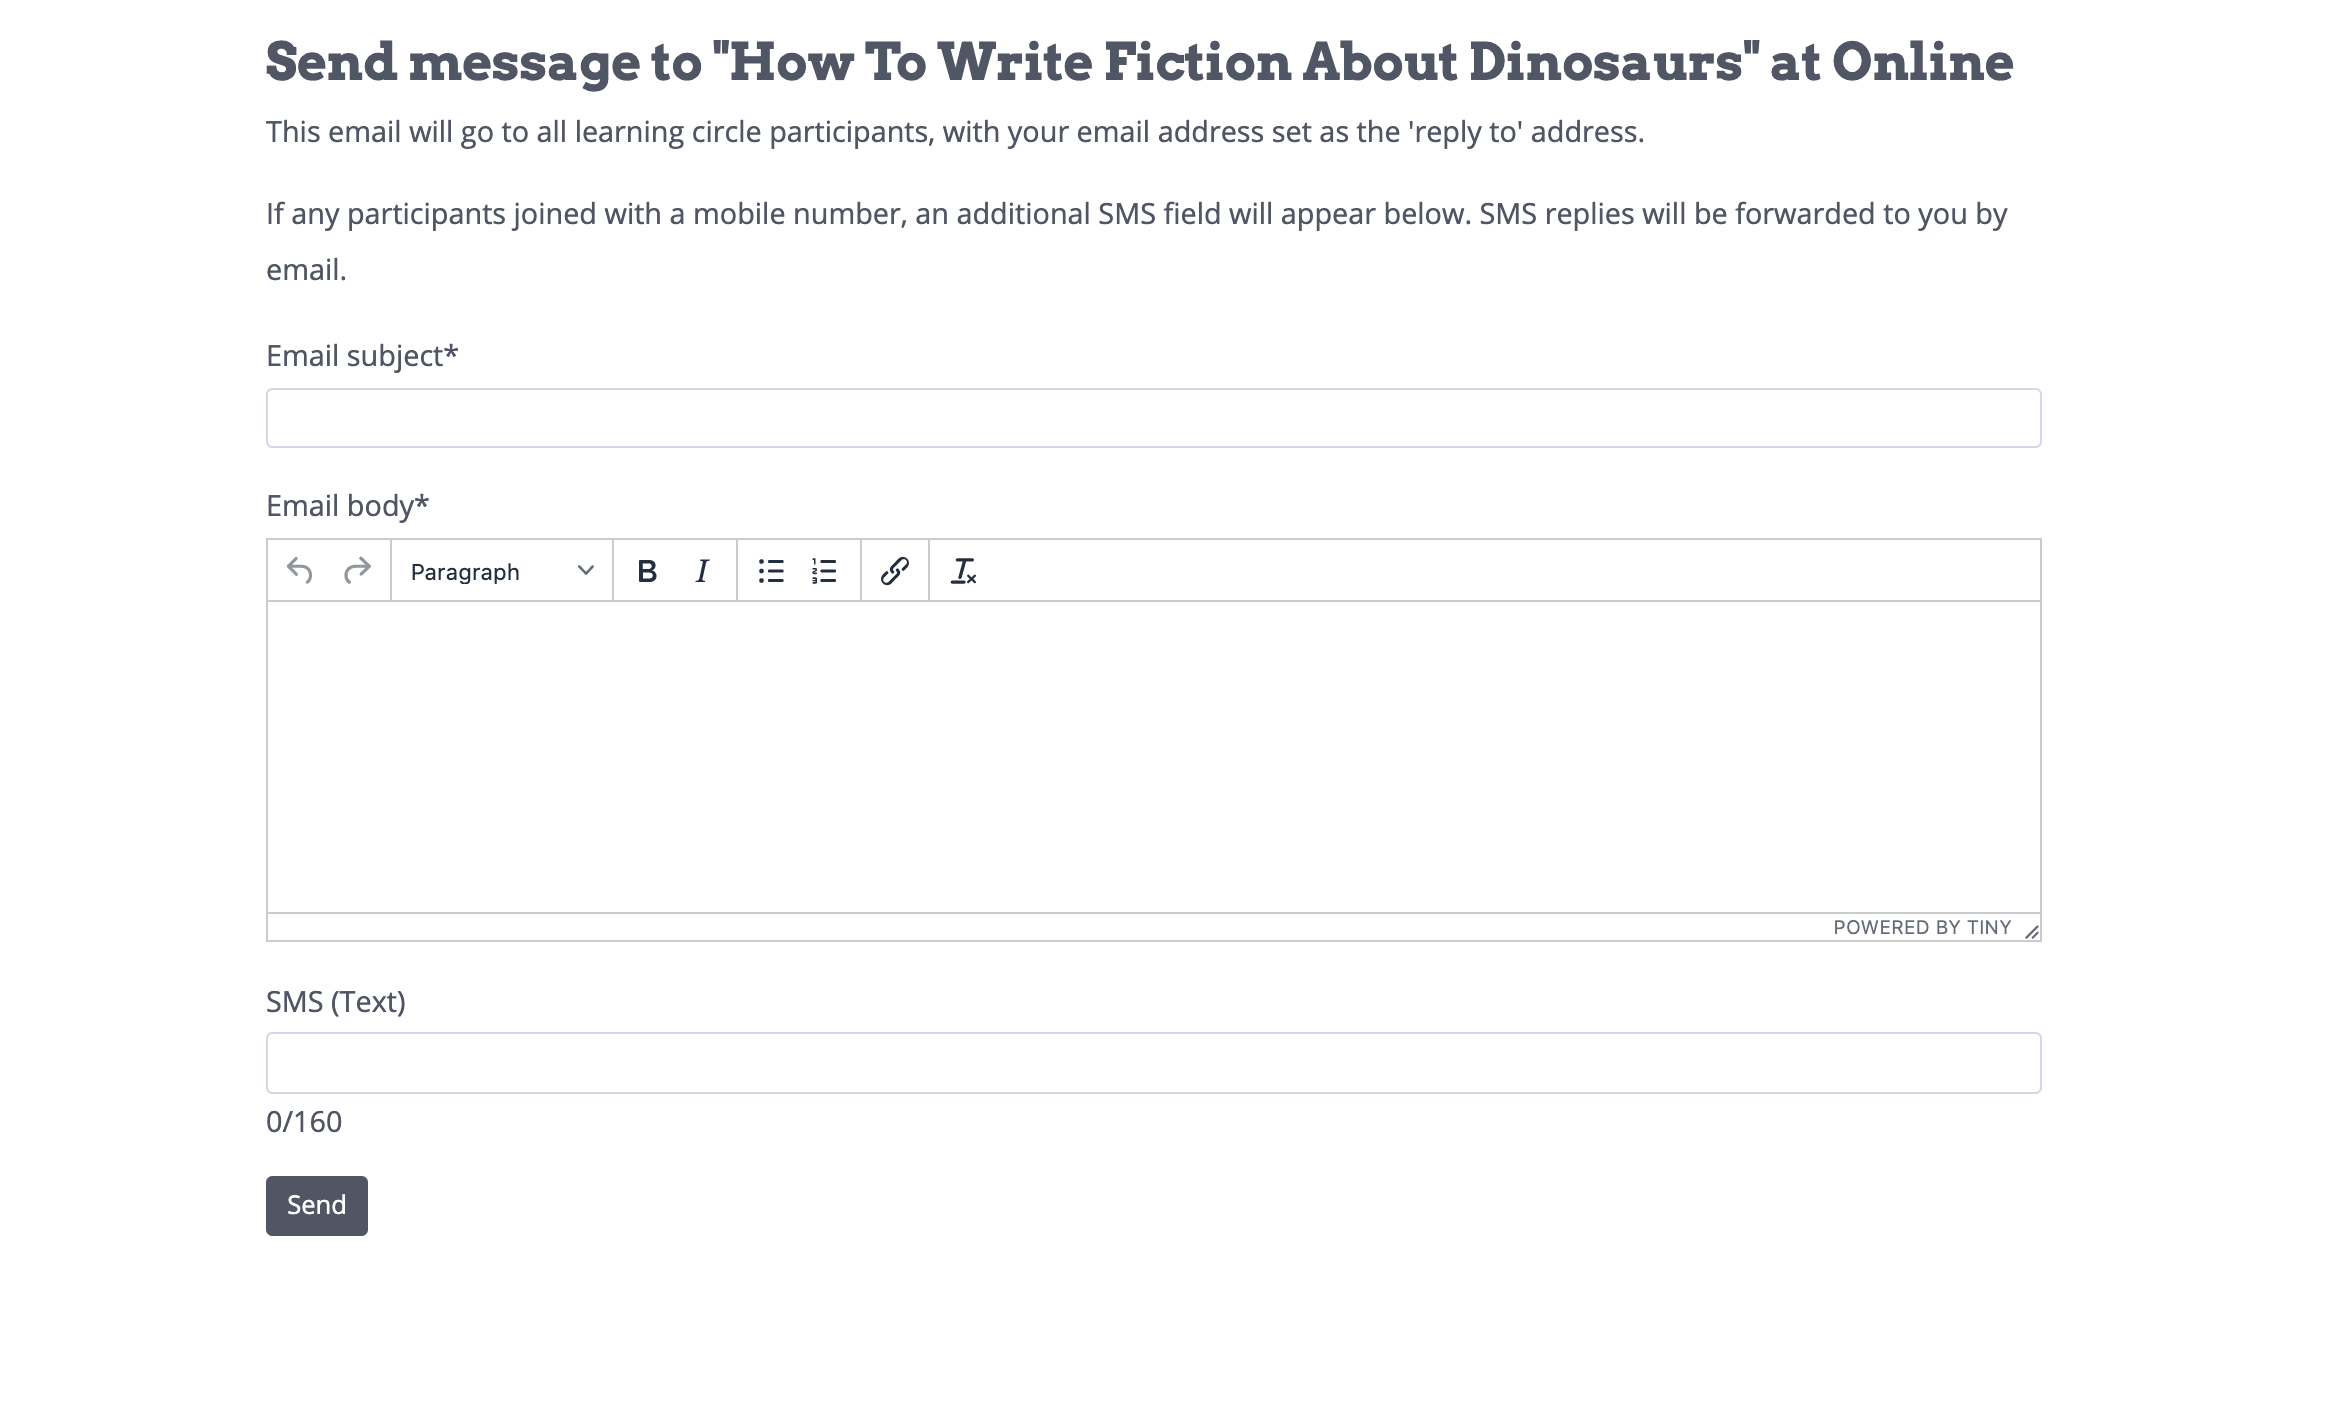 Send message to "How To Write Fiction About Dinosaurs" at Online
This email will go to all learning circle participants, with your email address set as the 'reply to' address.
If any participants joined with a mobile number, an additional SMS field will appear below. SMS replies will be forwarded to you by
email.
Email subject*
Email body*
Paragraph
POWERED BY TINY
SMS (Text)
0/160
Send